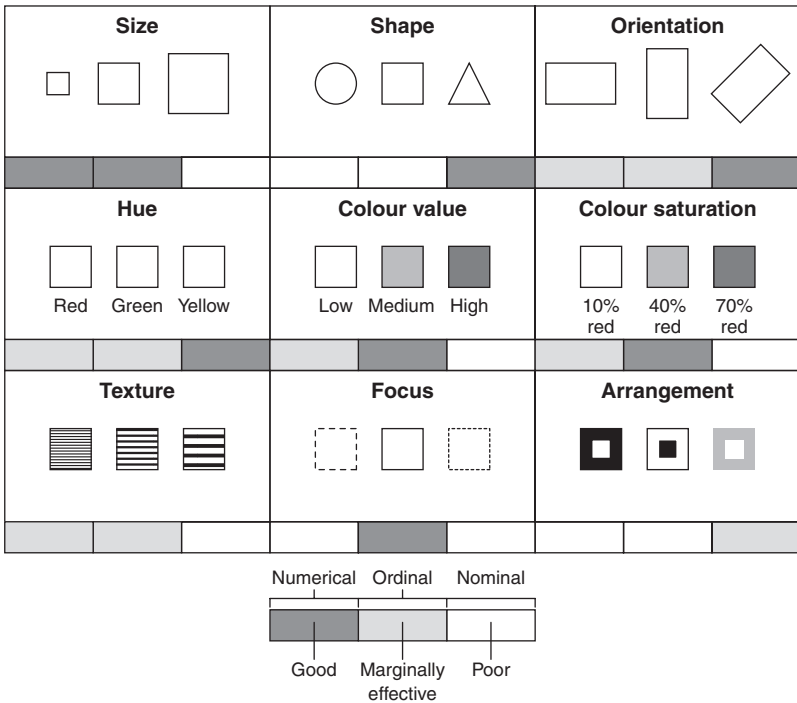 Size Shape Orientation
Hue Colour value Colour saturation
Red Green Yellow Low Medium High 10% red 40% red 70% red
Texture Focus Arrangement
Numerical Ordinal Nominal
Good Marginally effective Poor